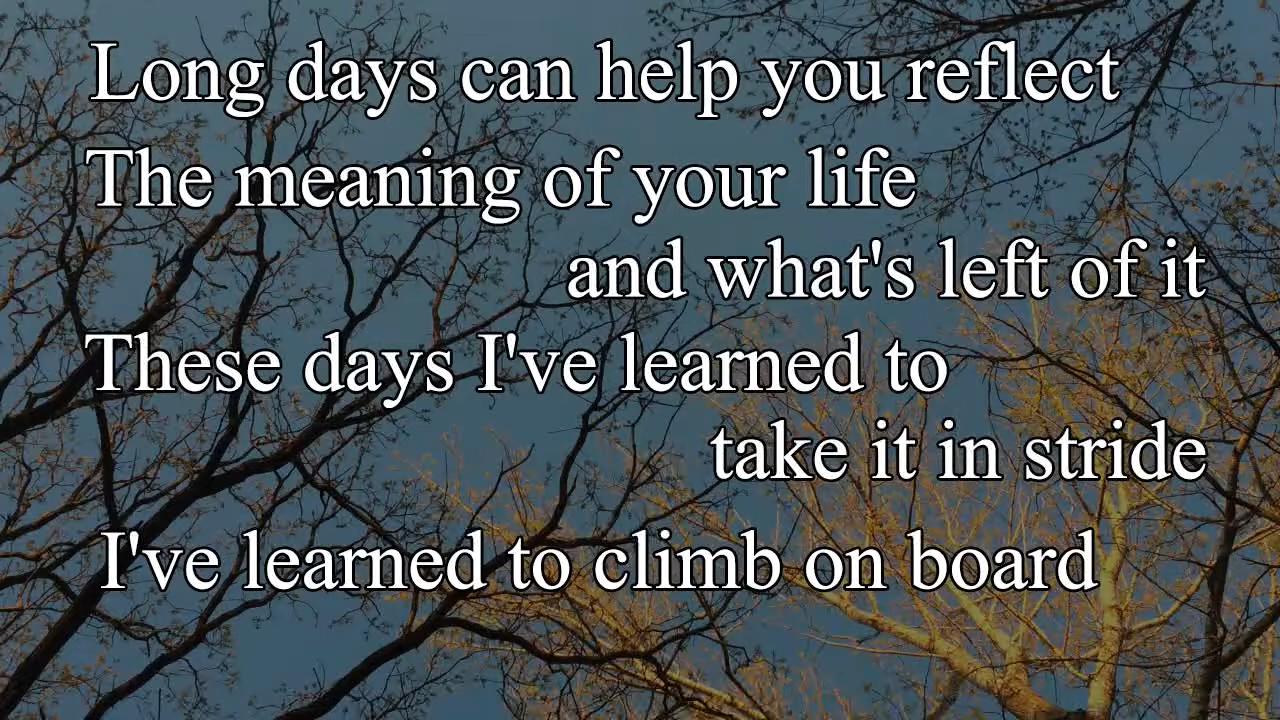 Long days can help you reflect
The meaning of your life
and what's left of it
These days I've learned to
take it in stride
I've learned to climb on board